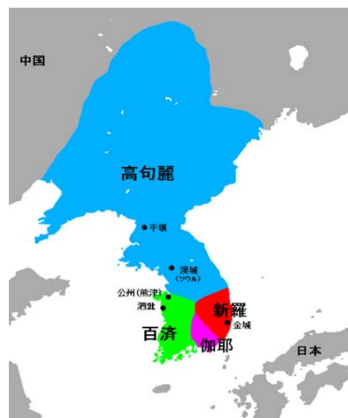 中国
高句麗
平壌
漢城
(ソウル)
公州(熊津)
泗沘
新羅
金城
百済
伽耶
日本